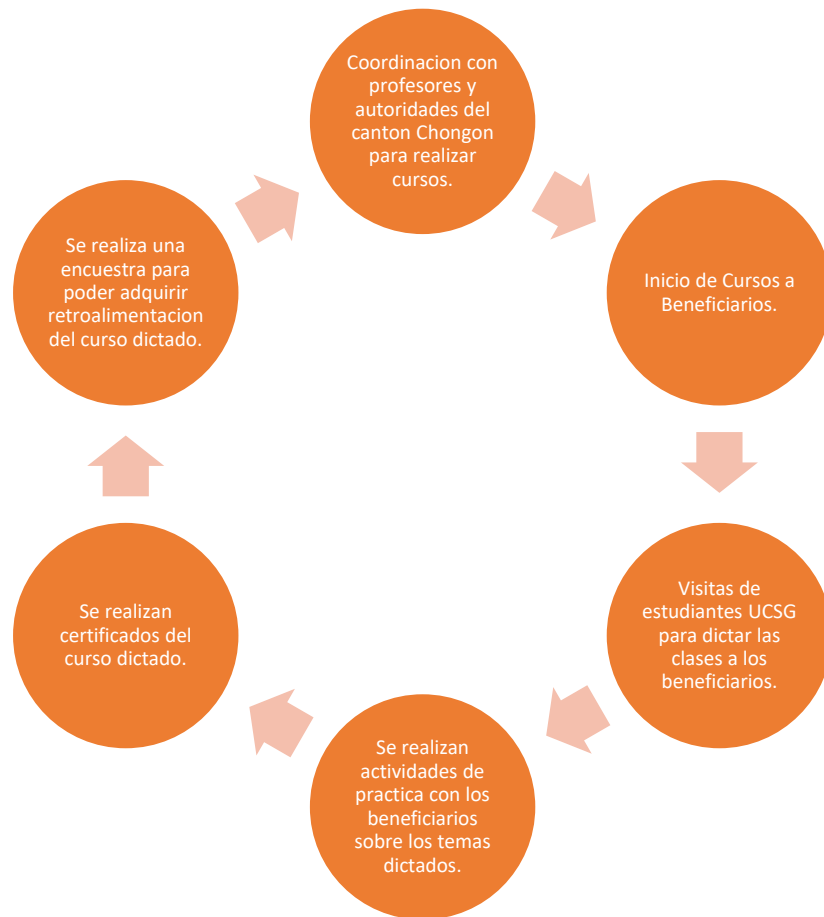 Coordinacion con
profesores y
autoridades del
canton Chongon
para realizar
cursos.
Inicio de Cursos a
Beneficiarios.
Visitas de
estudiantes UCSG
para dictar las
clases a los
beneficiarios.
Se realizan
actividades de
practica con los
beneficiarios
sobre los temas
dictados.
Se realizan
certificados del
curso dictado.
Se realiza una
encuestra para
poder adquirir
retroalimentacion
del curso dictado.